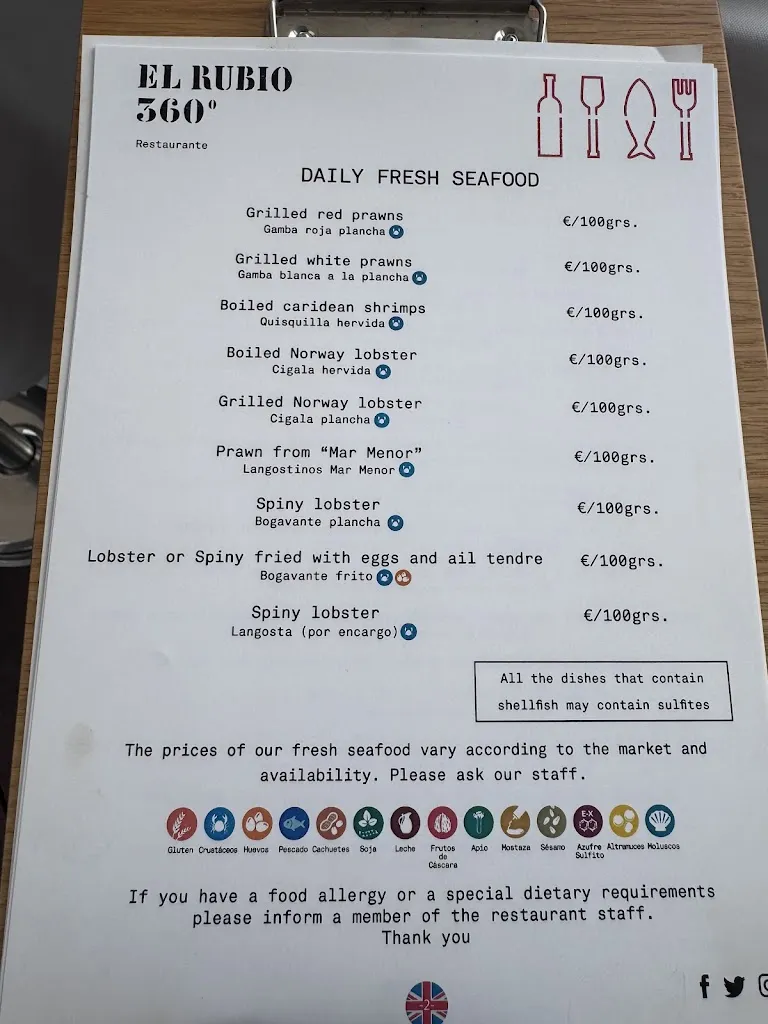 EL RUBIO
360º
Restaurante
DAILY FRESH SEAFOOD
Grilled red prawns €/100grs.
Gamba roja plancha
Grilled white prawns €/100grs.
Gamba blanca a la plancha
Boiled caridean shrimps €/100grs.
Quisquilla hervida
Boiled Norway lobster €/100grs.
Cigala hervida
Grilled Norway lobster €/100grs.
Cigala plancha
Prawn from “Mar Menor” €/100grs.
Langostinos Mar Menor
Spiny lobster €/100grs.
Bogavante plancha
Lobster or Spiny fried with eggs and ail tendre €/100grs.
Bogavante frito
Spiny lobster €/100grs.
Langosta (por encargo)
All the dishes that contain
shellfish may contain sulfites
The prices of our fresh seafood vary according to the market and
availability. Please ask our staff.
E-X
Gluten Crustáceos Huevos Pescado Cacahuetes Soja Leche Frutos de Cáscara Apio Mostaza Sésamo Azufre Sulfito Altramuces Moluscos
If you have a food allergy or a special dietary requirements
please inform a member of the restaurant staff.
Thank you
-2-